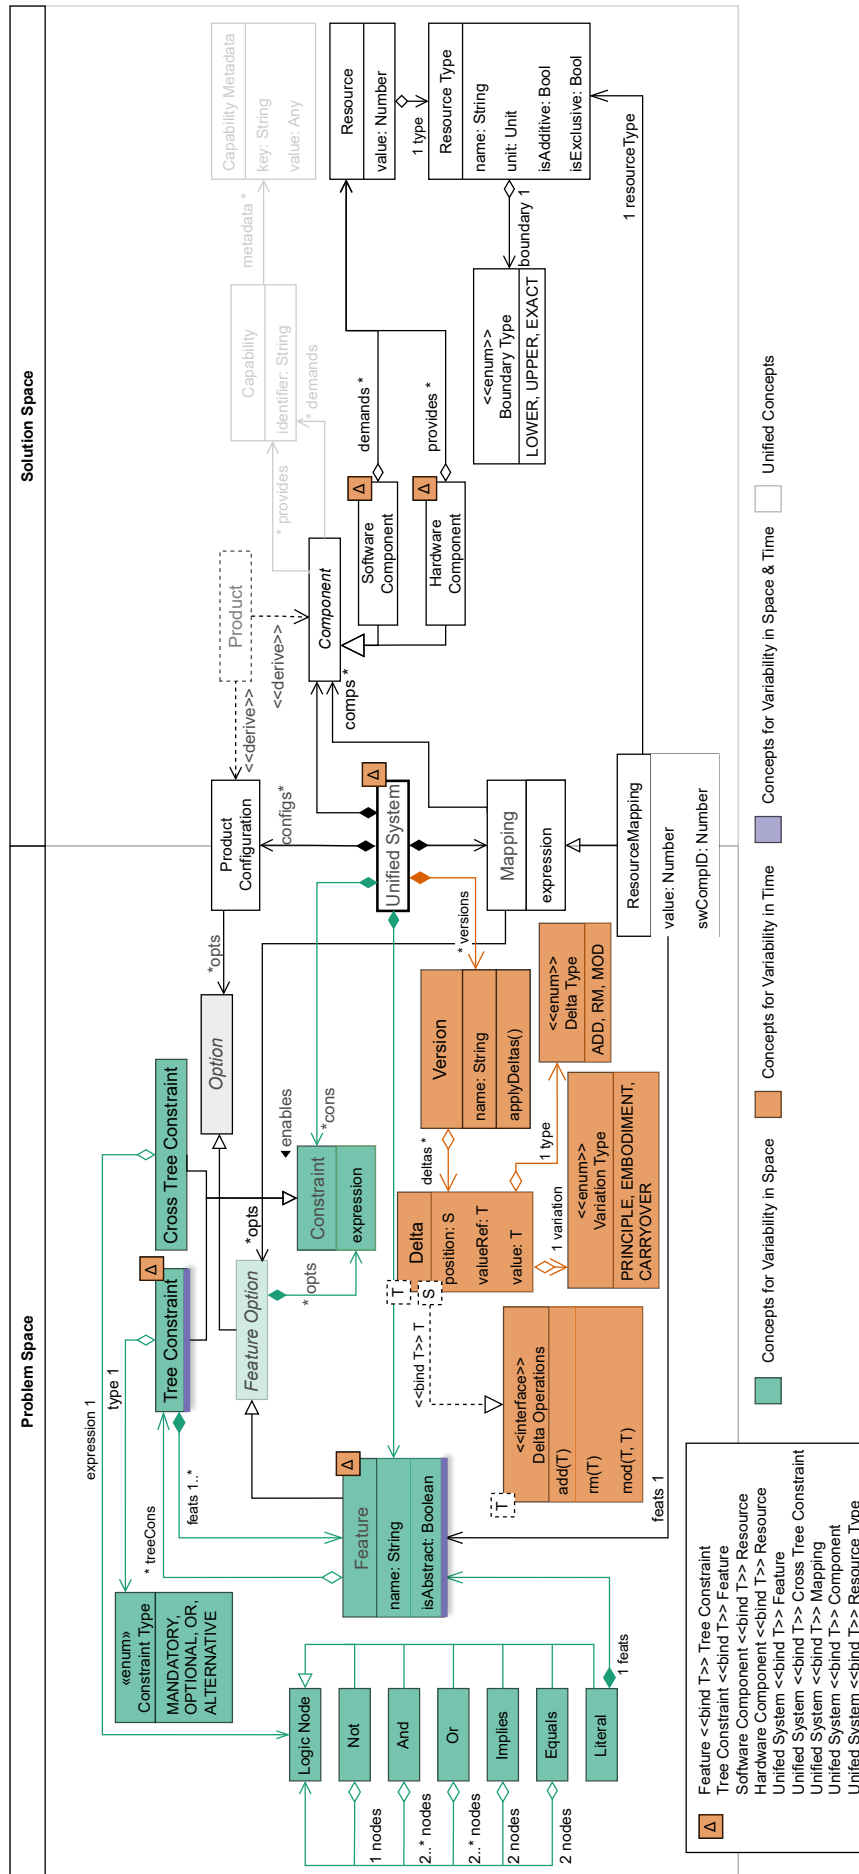 Problem Space
Solution Space
expression 1
type 1
* treeCons
feats 1..*
«enum»
Constraint Type
MANDATORY,
OPTIONAL, OR,
ALTERNATIVE
Tree Constraint
Δ
Cross Tree Constraint
Option
*opts
Product
Configuration
<<derive>>
Product
<<derive>>
configs*
Feature Option
*opts
* opts
◀ enables
Constraint
expression
*cons
Feature
Δ
name: String
isAbstract: Boolean
Logic Node
Not
And
Or
Implies
Equals
Literal
1 nodes
2..* nodes
2..* nodes
2 nodes
2 nodes
1 feats
Unified System
Δ
* versions
Version
name: String
applyDeltas()
deltas *
Delta
position: S
valueRef: T
value: T
T
S
<<bind T>> T
1 type
1 variation
<<enum>>
Delta Type
ADD, RM, MOD
<<enum>>
Variation Type
PRINCIPLE, EMBODIMENT,
CARRYOVER
<<interface>>
Delta Operations
add(T)
rm(T)
mod(T, T)
T
Mapping
expression
ResourceMapping
value: Number
swCompID: Number
feats 1
1 resourceType
Component
comps *
* provides
* demands
Capability
identifier: String
metadata *
Capability Metadata
key: String
value: Any
Software
Component
Δ
demands *
Hardware
Component
Δ
provides *
Resource
value: Number
1 type
Resource Type
name: String
unit: Unit
isAdditive: Bool
isExclusive: Bool
boundary 1
<<enum>>
Boundary Type
LOWER, UPPER, EXACT
Concepts for Variability in Space
Concepts for Variability in Time
Concepts for Variability in Space & Time
Unified Concepts
Δ
Feature <<bind T>> Tree Constraint
Tree Constraint <<bind T>> Feature
Software Component <<bind T>> Resource
Hardware Component <<bind T>> Resource
Unified System <<bind T>> Feature
Unified System <<bind T>> Cross Tree Constraint
Unified System <<bind T>> Mapping
Unified System <<bind T>> Component
Unified System <<bind T>> Resource Type